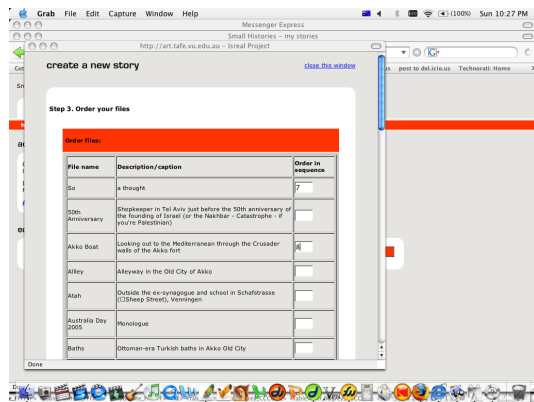 Grab File Edit Capture Window Help (100%) Sun 10:27 PM
Messenger Express
Small Histories - my stories
http://art.tafe.vu.edu.au – Isreal Project
post to del.icio.us Technorati: Home
create a new story close this window
Step 3. Order your files
Order files:
File name Description/caption Order in
sequence
So a thought 7
50th
Anniversary
Shopkeeper in Tel Aviv just before the 50th anniversary of
the founding of Israel (or the Nakhbar - Catastrophe - if
you're Palestinian)
Akko Boat
Looking out to the Mediterranean through the Crusader
walls of the Akko fort
8
Alley Alleyway in the Old City of Akko
Atah
Outside the ex-synagogue and school in Schafstrasse
(□Sheep Street), Venningen
Australia Day
2005
Monologue
Baths Ottoman-era Turkish baths in Akko Old City
Done